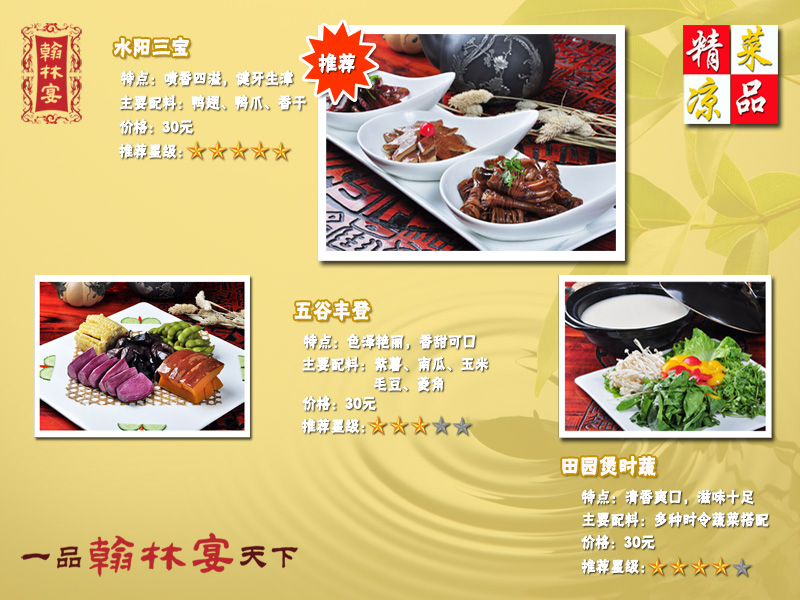 翰林宴
水阳三宝
特点：喷香四溢，健牙生津
主要配料：鸭翅、鸭爪、香干
价格：30元
推荐星级：
推荐
精菜
凉品
五谷丰登
特点：色泽艳丽，香甜可口
主要配料：紫薯、南瓜、玉米
毛豆、菱角
价格：30元
推荐星级：
田园煲时蔬
特点：清香爽口，滋味十足
主要配料：多种时令蔬菜搭配
价格：30元
推荐星级：
一品翰林宴天下